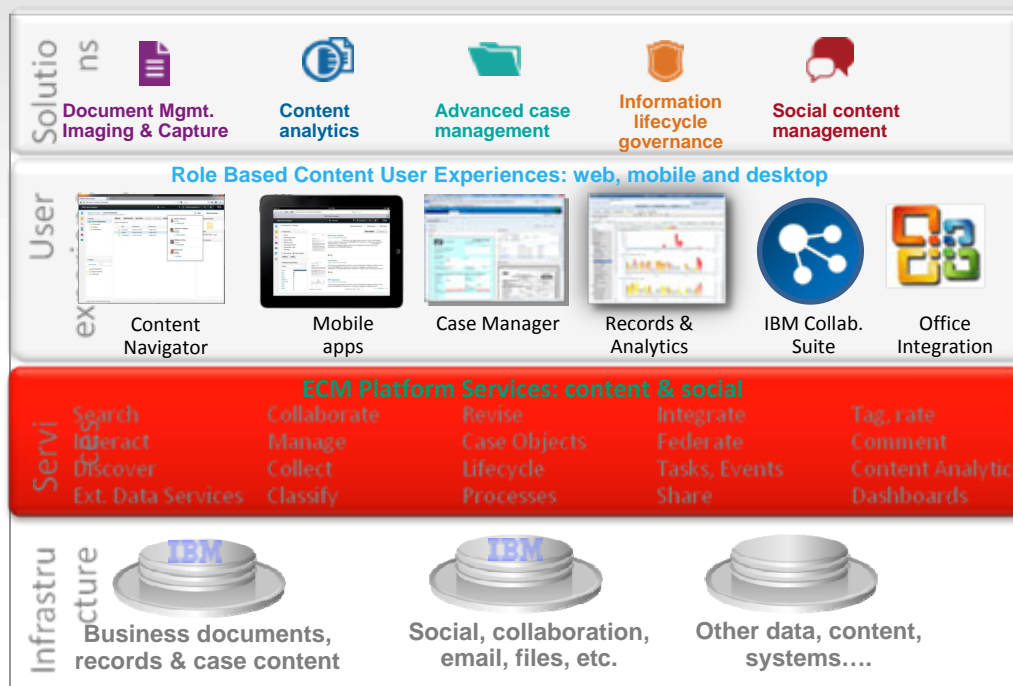 Solutio
ns
Document Mgmt.
Imaging & Capture
Content
analytics
Advanced case
management
Information
lifecycle
governance
Social content
management
User
Role Based Content User Experiences: web, mobile and desktop
Content
Navigator
Mobile
apps
Case Manager
Records &
Analytics
IBM Collab.
Suite
Office
Integration
Servi
ces
ECM Platform Services: content & social
Search
Interact
Discover
Ext. Data Services
Collaborate
Manage
Collect
Classify
Revise
Case Objects
Lifecycle
Processes
Integrate
Federate
Tasks, Events
Share
Tag, rate
Comment
Content Analytic
Dashboards
Infrastru
cture
IBM
Business documents,
records & case content
IBM
Social, collaboration,
email, files, etc.
Other data, content,
systems….